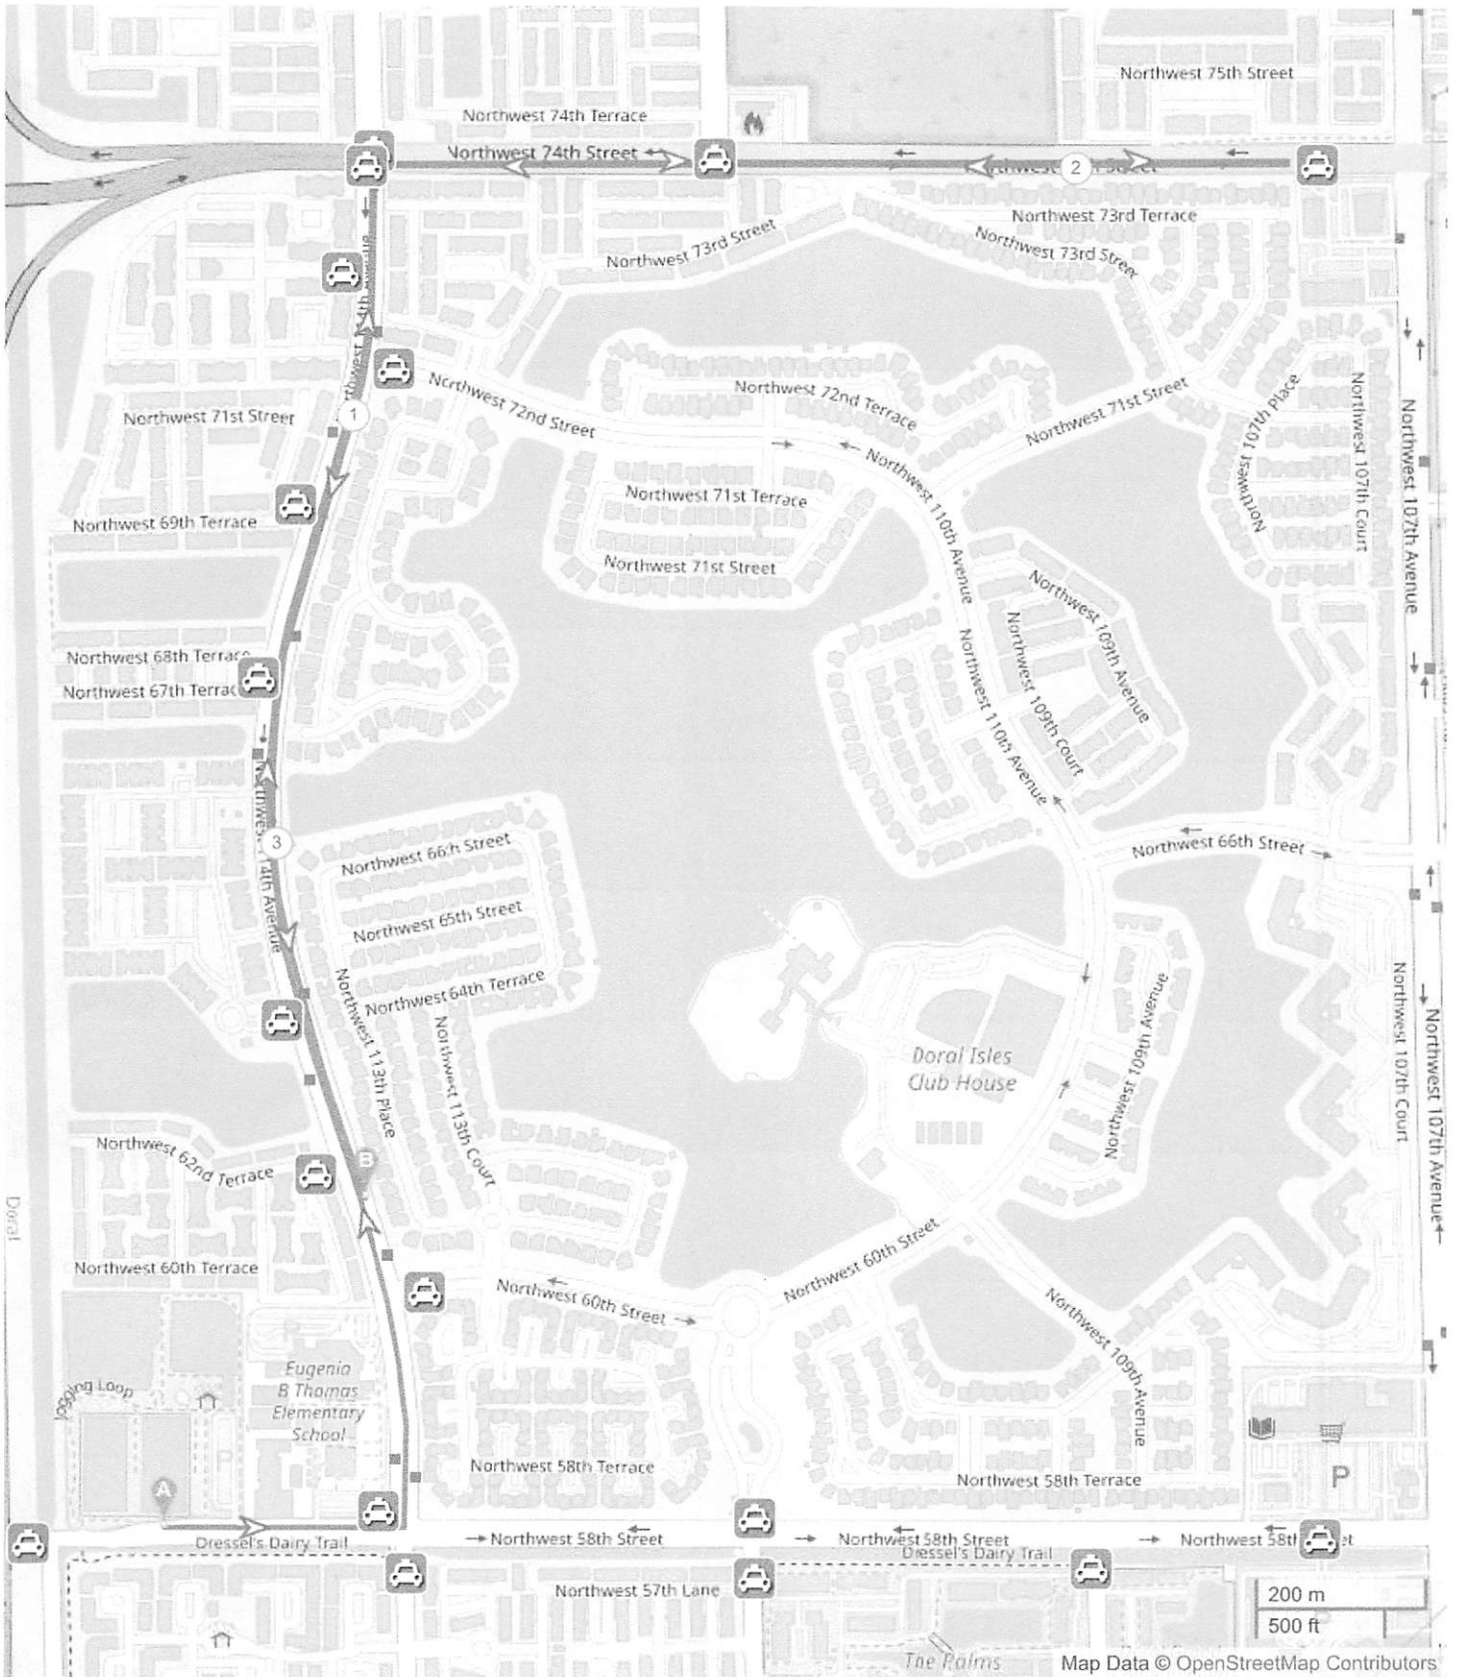 Northwest 75th Street
Northwest 74th Terrace
Northwest 74th Street
2
Northwest 73rd Terrace
Northwest 73rd Street
Northwest 73rd Street
Northwest 72nd Street
Northwest 72nd Terrace
Northwest 71st Street
Northwest 107th Place
Northwest 107th Court
Northwest 107th Avenue
1
Northwest 71st Street
Northwest 110th Avenue
Northwest 71st Terrace
Northwest 69th Terrace
Northwest 71st Street
Northwest 109th Avenue
Northwest 109th Court
Northwest 110th Avenue
Northwest 68th Terrace
Northwest 67th Terrac
3
Northwest 66th Street
Northwest 66th Street
Northwest 65th Street
Northwest 64th Terrace
Northwest 113th Place
Northwest 113th Court
Doral Isles
Club House
Northwest 109th Avenue
Northwest 107th Court
Northwest 107th Avenue
Northwest 62nd Terrace
B
Doral
Northwest 60th Terrace
Northwest 60th Street
Northwest 60th Street
Northwest 109th Avenue
Eugenia
B Thomas
Elementary
School
Jogging Loop
P
A
Northwest 58th Terrace
Northwest 58th Terrace
P
Dressel's Dairy Trail
Northwest 58th Street
Northwest 58th Street
Dressel's Dairy Trail
Northwest 57th Lane
200 m
500 ft
The Palms
Map Data © OpenStreetMap Contributors